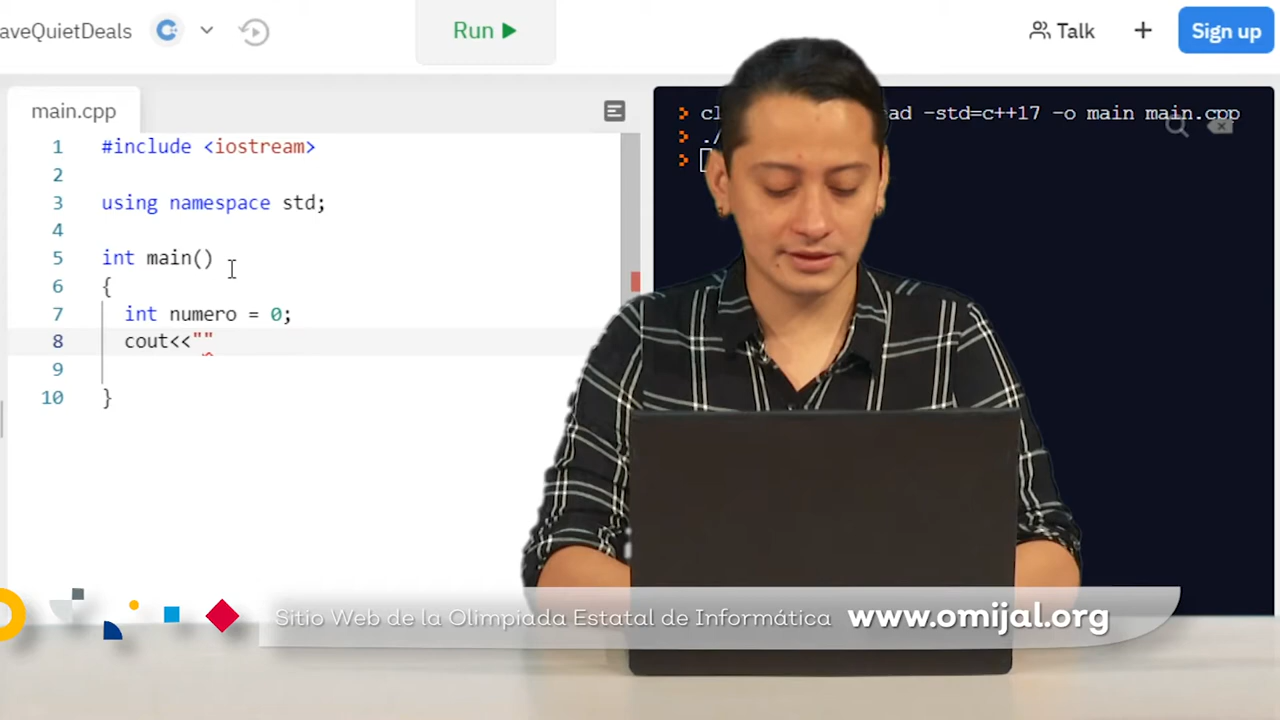 aveQuietDeals
Run
Talk
+
Sign up
main.cpp
1 #include <iostream>
2
3 using namespace std;
4
5 int main()
6 {
7 int numero = 0;
8 cout<<""
9
10 }
> cl ad -std=c++17 -o main main.cpp
> ./
>
Sitio Web de la Olimpiada Estatal de Informática www.omijal.org